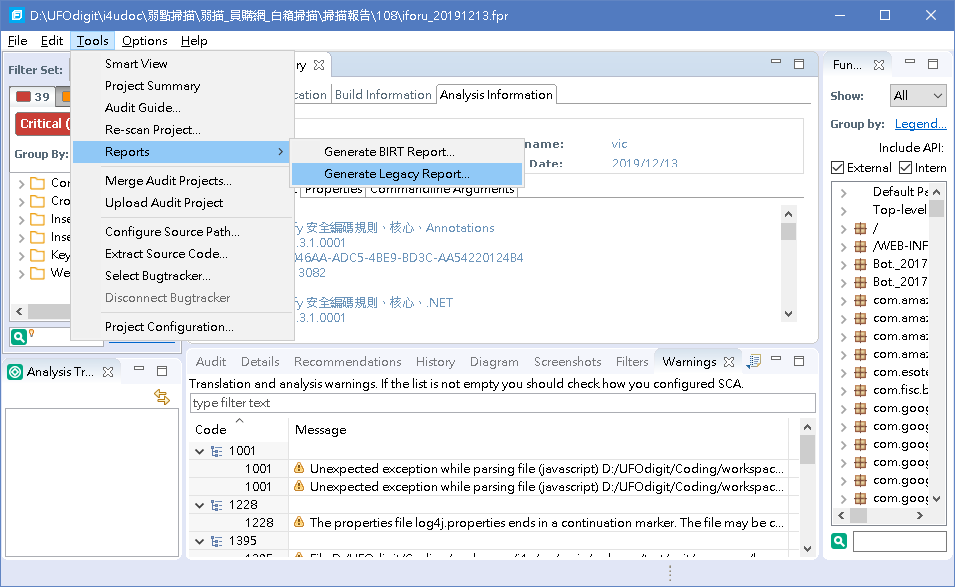 D:\UFOdigit\i4udoc\弱點掃描\弱描_員購網_白箱掃描\掃描報告\108\iforu_20191213.fpr
File Edit Tools Options Help
Filter Set:
39
Critical (
Group By:
Smart View
Project Summary
Audit Guide...
Re-scan Project...
Reports
Merge Audit Projects...
Upload Audit Project
Configure Source Path...
Extract Source Code...
Select Bugtracker...
Disconnect Bugtracker
Project Configuration...
Generate BIRT Report...
Generate Legacy Report...
Build Information Analysis Information
name: vic
Date: 2019/12/13
Properties Commandline Arguments
安全編碼規則、核心、Annotations
.3.1.0001
046AA-ADC5-4BE9-BD3C-AA54220124B4
3082
安全編碼規則、核心、.NET
.3.1.0001
Analysis Tr...
Audit Details Recommendations History Diagram Screenshots Filters Warnings
Translation and analysis warnings. If the list is not empty you should check how you configured SCA.
type filter text
Code Message
1001
1001 Unexpected exception while parsing file (javascript) D:/UFOdigit/Coding/workspac...
1001 Unexpected exception while parsing file (javascript) D:/UFOdigit/Coding/workspac...
1228
1228 The properties file log4j.properties ends in a continuation marker. The file may be c...
1395
Fun...
Show: All
Group by: Legend...
Include API:
External Intern
Default Pa
Top-level
/
/WEB-INF
Bot._2017
Bot._2017
com.amaz
com.amaz
com.amaz
com.amaz
com.esote
com.fisc.b
com.goog
com.goog
com.goog
com.goog
com.goog
com.goog